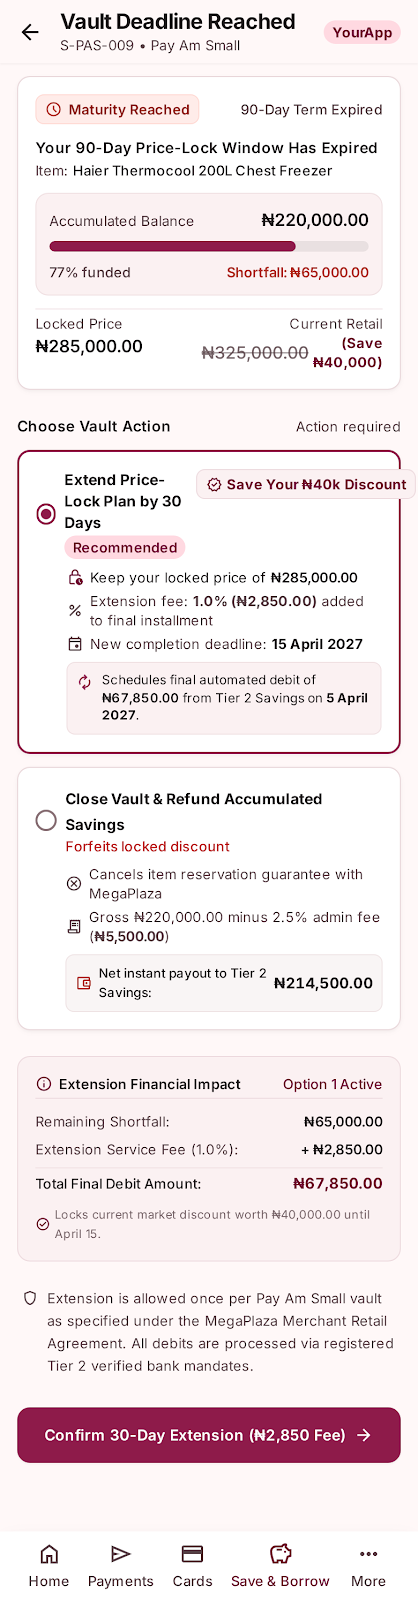 Vault Deadline Reached
S-PAS-009 • Pay Am Small
YourApp
Maturity Reached
90-Day Term Expired
Your 90-Day Price-Lock Window Has Expired
Item: Haier Thermocool 200L Chest Freezer
Accumulated Balance
₦220,000.00
77% funded
Shortfall: ₦65,000.00
Locked Price
₦285,000.00
Current Retail
₦325,000.00 (Save
₦40,000)
Choose Vault Action
Action required
Extend Price-
Lock Plan by 30
Days
Save Your ₦40k Discount
Recommended
Keep your locked price of ₦285,000.00
Extension fee: 1.0% (₦2,850.00) added
to final installment
New completion deadline: 15 April 2027
Schedules final automated debit of
₦67,850.00 from Tier 2 Savings on 5 April
2027.
Close Vault & Refund Accumulated
Savings
Forfeits locked discount
Cancels item reservation guarantee with
MegaPlaza
Gross ₦220,000.00 minus 2.5% admin fee
(₦5,500.00)
Net instant payout to Tier 2
Savings:
₦214,500.00
Extension Financial Impact
Option 1 Active
Remaining Shortfall:
₦65,000.00
Extension Service Fee (1.0%):
+ ₦2,850.00
Total Final Debit Amount:
₦67,850.00
Locks current market discount worth ₦40,000.00 until
April 15.
Extension is allowed once per Pay Am Small vault
as specified under the MegaPlaza Merchant Retail
Agreement. All debits are processed via registered
Tier 2 verified bank mandates.
Confirm 30-Day Extension (₦2,850 Fee)
Home
Payments
Cards
Save & Borrow
More